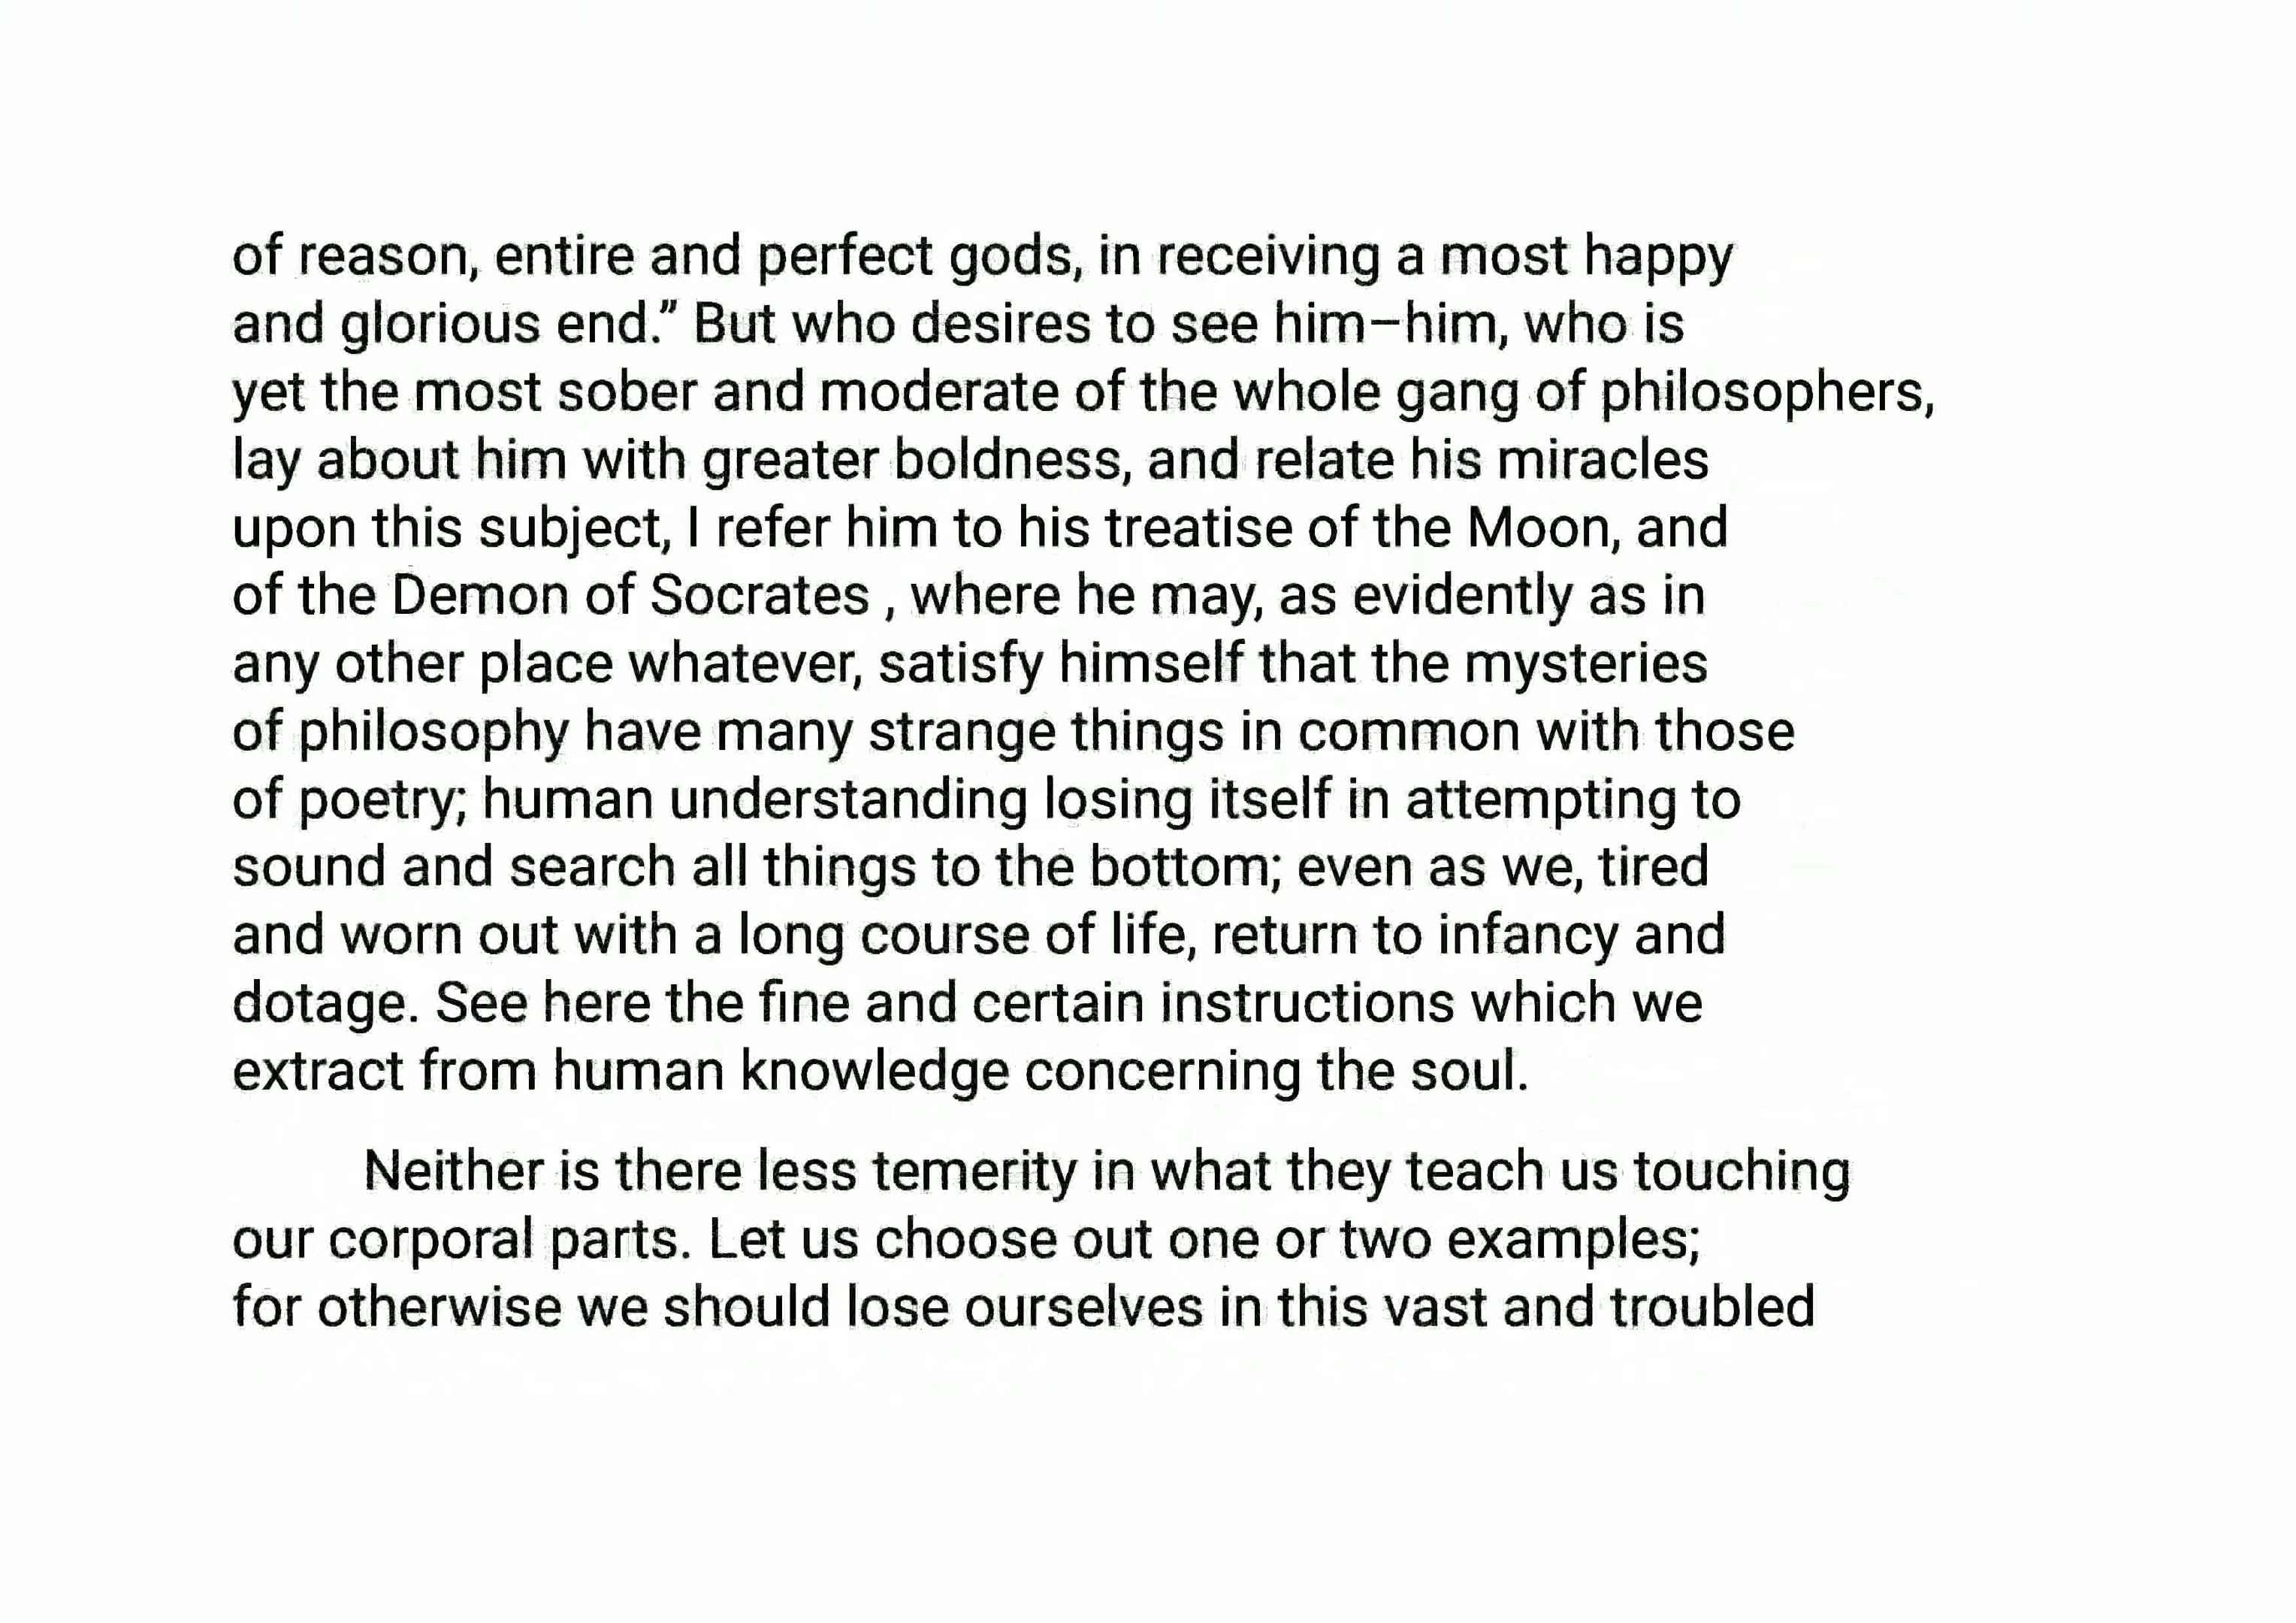 of reason, entire and perfect gods, in receiving a most happy
and glorious end.” But who desires to see him—him, who is
yet the most sober and moderate of the whole gang of philosophers,
lay about him with greater boldness, and relate his miracles
upon this subject, I refer him to his treatise of the Moon, and
of the Demon of Socrates , where he may, as evidently as in
any other place whatever, satisfy himself that the mysteries
of philosophy have many strange things in common with those
of poetry; human understanding losing itself in attempting to
sound and search all things to the bottom; even as we, tired
and worn out with a long course of life, return to infancy and
dotage. See here the fine and certain instructions which we
extract from human knowledge concerning the soul.
Neither is there less temerity in what they teach us touching
our corporal parts. Let us choose out one or two examples;
for otherwise we should lose ourselves in this vast and troubled